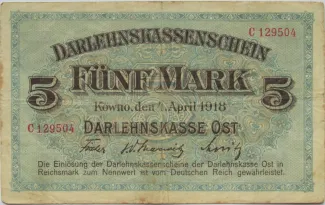 DARLEHNSKASSENSCHEIN
C 129504
5 FÜNF MARK 5
Kowno, den 4. April 1918
C 129504 DARLEHNSKASSE OST
Die Einlösung der Darlehnskassenscheine der Darlehnskasse Ost in
Reichsmark zum Nennwert ist vom Deutschen Reich gewährleistet.